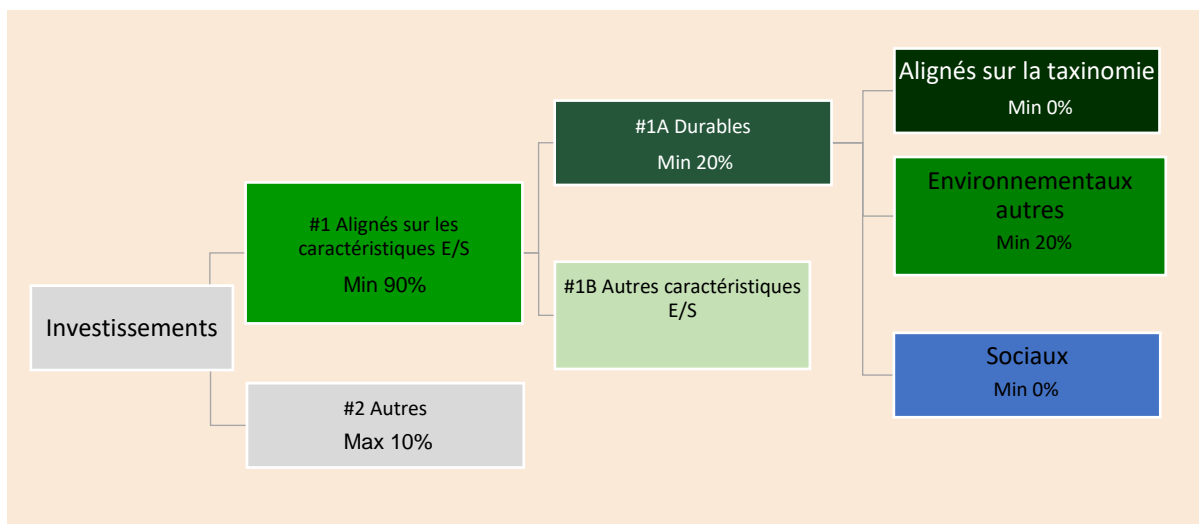 Investissements
#1 Alignés sur les
caractéristiques E/S
Min 90%
#2 Autres
Max 10%
#1A Durables
Min 20%
#1B Autres caractéristiques
E/S
Alignés sur la taxinomie
Min 0%
Environnementaux
autres
Min 20%
Sociaux
Min 0%